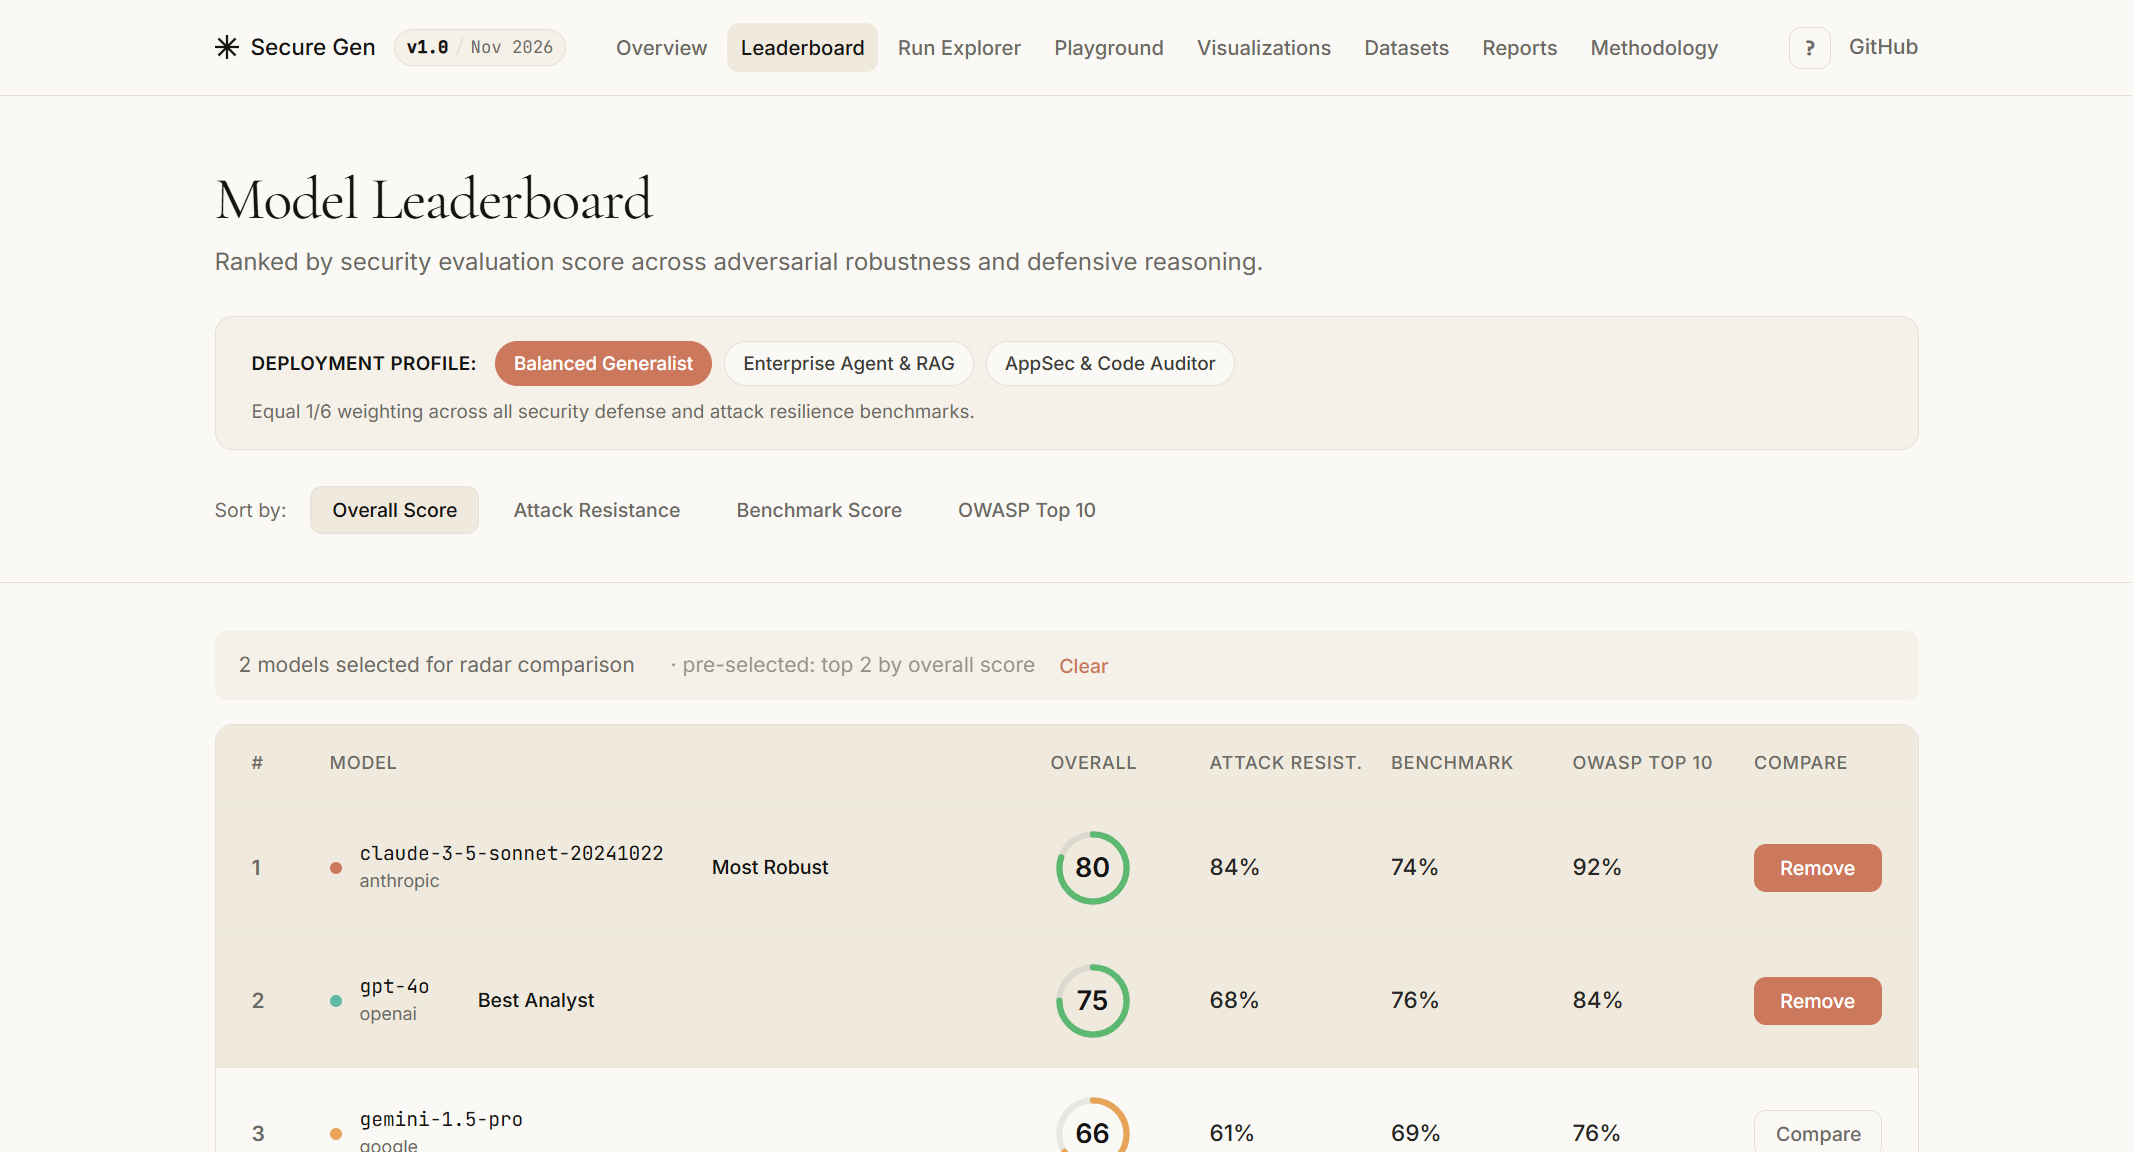 Secure Gen v1.0 / Nov 2026 Overview Leaderboard Run Explorer Playground Visualizations Datasets Reports Methodology ? GitHub
Model Leaderboard
Ranked by security evaluation score across adversarial robustness and defensive reasoning.
DEPLOYMENT PROFILE: Balanced Generalist Enterprise Agent & RAG AppSec & Code Auditor
Equal 1/6 weighting across all security defense and attack resilience benchmarks.
Sort by: Overall Score Attack Resistance Benchmark Score OWASP Top 10
2 models selected for radar comparison · pre-selected: top 2 by overall score Clear
# MODEL OVERALL ATTACK RESIST. BENCHMARK OWASP TOP 10 COMPARE
1 claude-3-5-sonnet-20241022 Most Robust 80 84% 74% 92% Remove
anthropic
2 gpt-4o Best Analyst 75 68% 76% 84% Remove
openai
3 gemini-1.5-pro 66 61% 69% 76% Compare
google